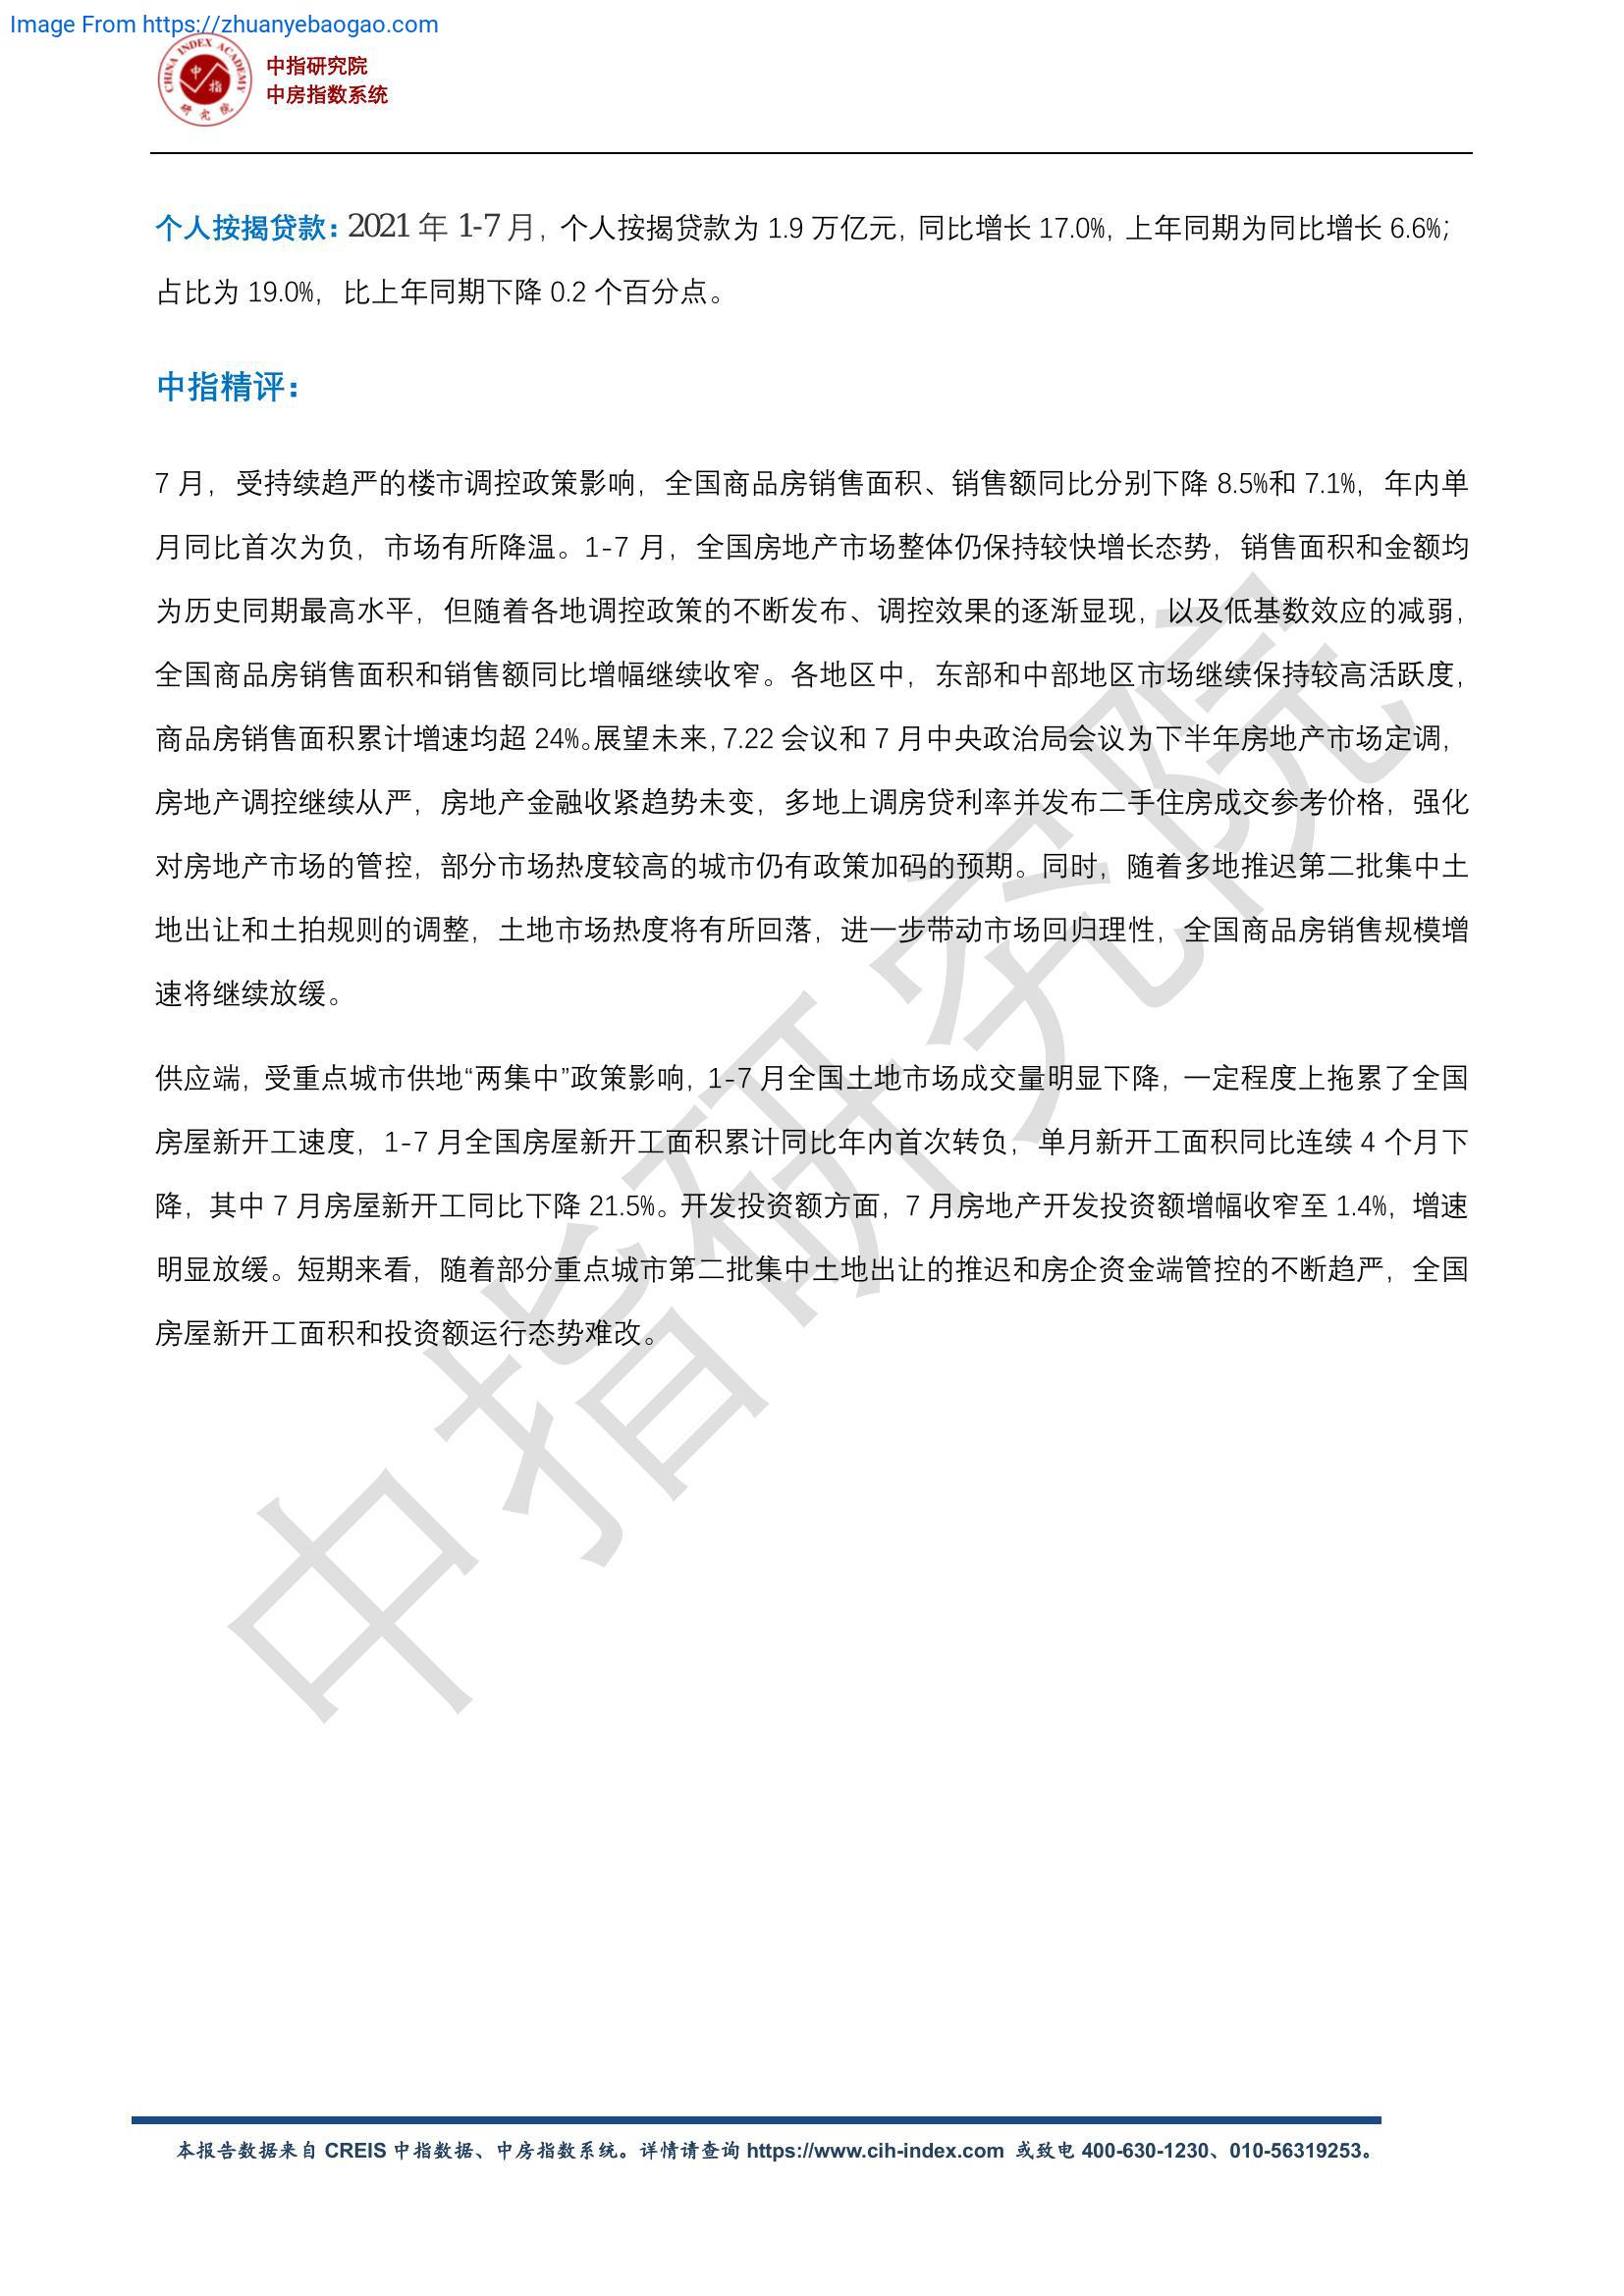 Image From https://zhuanyebaogao.com
CHINA INDEX ACADEMY
中指
研究院
中指研究院
中房指数系统
个人按揭贷款：2021 年 1-7 月，个人按揭贷款为 1.9 万亿元，同比增长 17.0%，上年同期为同比增长 6.6%；
占比为 19.0%，比上年同期下降 0.2 个百分点。
中指精评：
7 月，受持续趋严的楼市调控政策影响，全国商品房销售面积、销售额同比分别下降 8.5%和 7.1%，年内单
月同比首次为负，市场有所降温。1-7 月，全国房地产市场整体仍保持较快增长态势，销售面积和金额均
为历史同期最高水平，但随着各地调控政策的不断发布、调控效果的逐渐显现，以及低基数效应的减弱，
全国商品房销售面积和销售额同比增幅继续收窄。各地区中，东部和中部地区市场继续保持较高活跃度，
商品房销售面积累计增速均超 24%。展望未来，7.22 会议和 7 月中央政治局会议为下半年房地产市场定调，
房地产调控继续从严，房地产金融收紧趋势未变，多地上调房贷利率并发布二手住房成交参考价格，强化
对房地产市场的管控，部分市场热度较高的城市仍有政策加码的预期。同时，随着多地推迟第二批集中土
地出让和土拍规则的调整，土地市场热度将有所回落，进一步带动市场回归理性，全国商品房销售规模增
速将继续放缓。
供应端，受重点城市供地“两集中”政策影响，1-7 月全国土地市场成交量明显下降，一定程度上拖累了全国
房屋新开工速度，1-7 月全国房屋新开工面积累计同比年内首次转负，单月新开工面积同比连续 4 个月下
降，其中 7 月房屋新开工同比下降 21.5%。开发投资额方面，7 月房地产开发投资额增幅收窄至 1.4%，增速
明显放缓。短期来看，随着部分重点城市第二批集中土地出让的推迟和房企资金端管控的不断趋严，全国
房屋新开工面积和投资额运行态势难改。
中指研究院
本报告数据来自 CREIS 中指数据、中房指数系统。详情请查询 https://www.cih-index.com 或致电 400-630-1230、010-56319253。